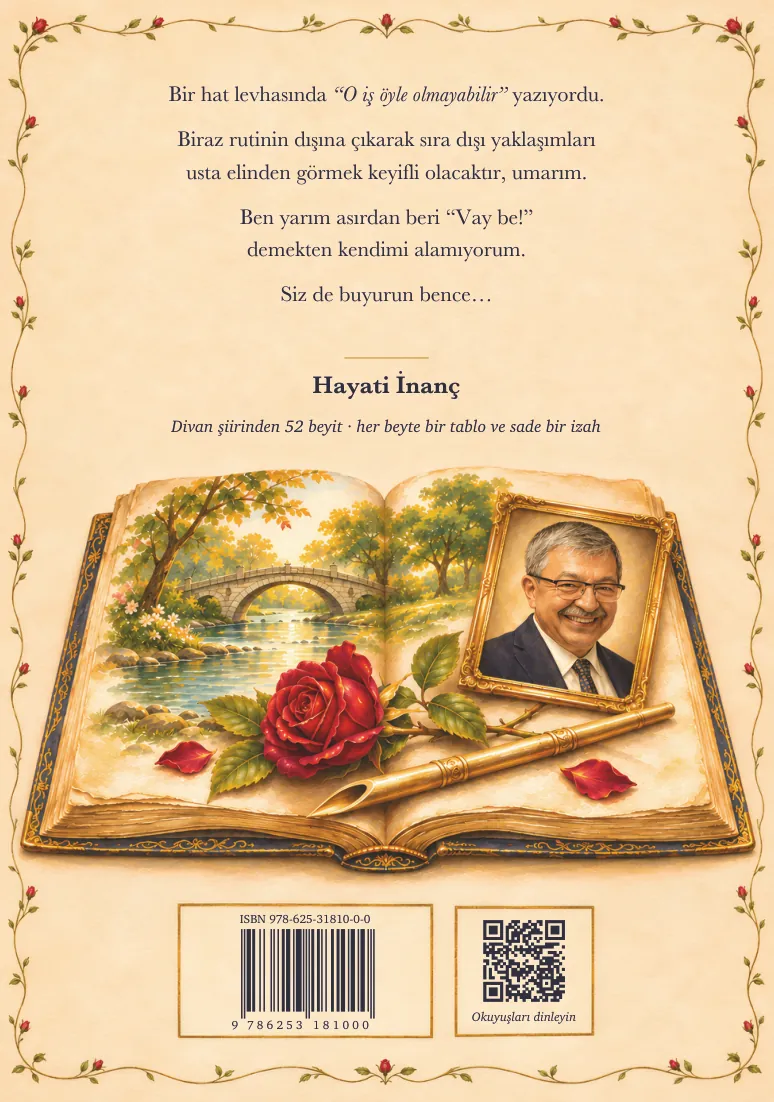 Bir hat levhasında “O iş öyle olmayabilir” yazıyordu.
Biraz rutinin dışına çıkarak sıra dışı yaklaşımları
usta elinden görmek keyifli olacaktır, umarım.
Ben yarım asırdan beri “Vay be!”
demekten kendimi alamıyorum.
Siz de buyurun bence…
Hayati İnanç
Divan şiirinden 52 beyit · her beyte bir tablo ve sade bir izah
ISBN 978-625-31810-0-0
9 786253 181000
Okuyuşları dinleyin